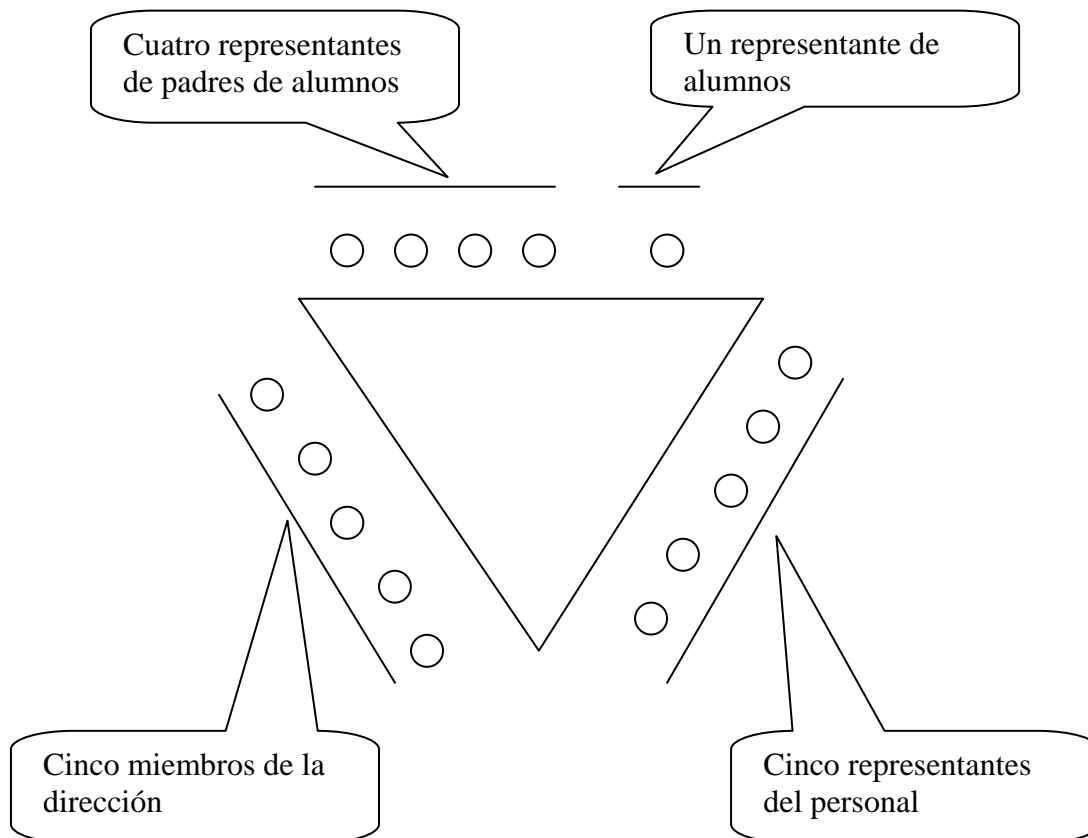 Cuatro representantes
de padres de alumnos
Un representante de
alumnos
Cinco miembros de la
dirección
Cinco representantes
del personal